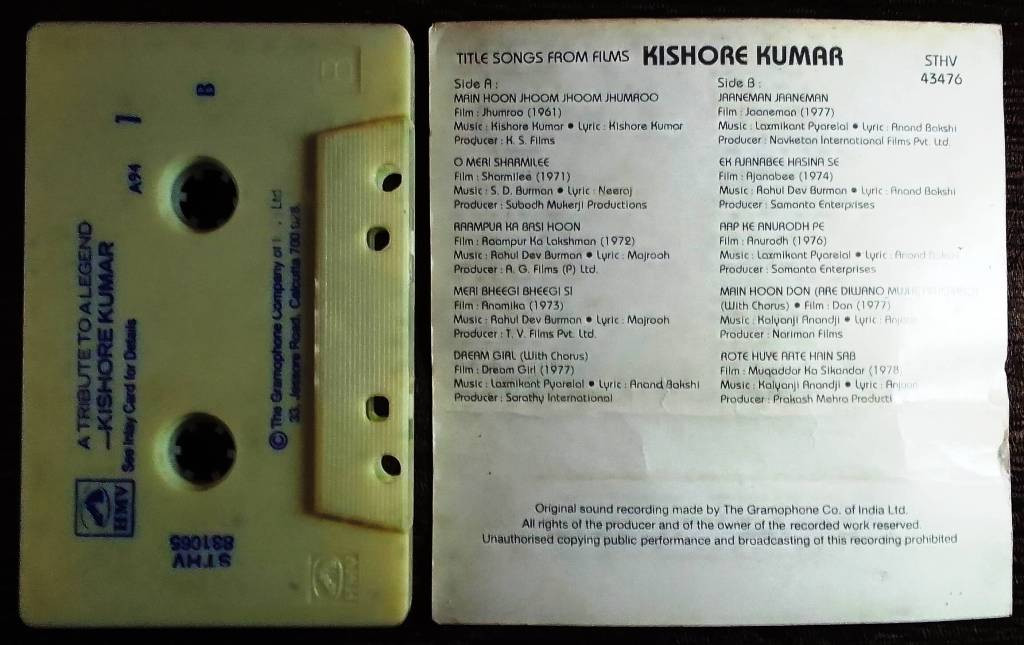 B
1
A94
A TRIBUTE TO A LEGEND
—KISHORE KUMAR
See Inlay Card for Details
HMV
STHV
831065
© The Gramophone Company of Ltd
33, Jessore Road, Calcutta 700
B
TITLE SONGS FROM FILMS KISHORE KUMAR
STHV
43476
Side A :
MAIN HOON JHOOM JHOOM JHUMROO
Film : Jhumroo (1961)
Music : Kishore Kumar ● Lyric : Kishore Kumar
Producer : K. S. Films
O MERI SHARMILEE
Film : Sharmilee (1971)
Music : S. D. Burman ● Lyric : Neeraj
Producer : Subodh Mukerji Productions
RAAMPUR KA BASI HOON
Film : Raampur Ka Lakshman (1972)
Music : Rahul Dev Burman ● Lyric : Majrooh
Producer : A. G. Films (P) Ltd.
MERI BHEEGI BHEEGI SI
Film : Anamika (1973)
Music : Rahul Dev Burman ● Lyric : Majrooh
Producer : T. V. Films Pvt. Ltd.
DREAM GIRL (With Chorus)
Film : Dream Girl (1977)
Music : Laxmikant Pyarelal ● Lyric : Anand Bakshi
Producer : Sarathy International
Side B :
JAANEMAN JAANEMAN
Film : Jaaneman (1977)
Music : Laxmikant Pyarelal ● Lyric : Anand Bakshi
Producer : Navketan International Films Pvt. Ltd.
EK AJANABEE HASINA SE
Film : Ajanabee (1974)
Music : Rahul Dev Burman ● Lyric : Anand Bakshi
Producer : Samanta Enterprises
AAP KE ANURODH PE
Film : Anurodh (1976)
Music : Laxmikant Pyarelal ● Lyric : Anand Bakshi
Producer : Samanta Enterprises
MAIN HOON DON (ARE DIWANO
(With Chorus) ● Film : Don (1977)
Music : Kalyanji Anandji ● Lyric :
Producer : Nariman Films
ROTE HUYE AATE HAIN SAB
Film : Muqaddar Ka Sikandar (1978
Music : Kalyanji Anandji ● Lyric :
Producer : Prakash Mehra Producti
Original sound recording made by The Gramophone Co. of India Ltd.
All rights of the producer and of the owner of the recorded work reserved.
Unauthorised copying public performance and broadcasting of this recording prohibited